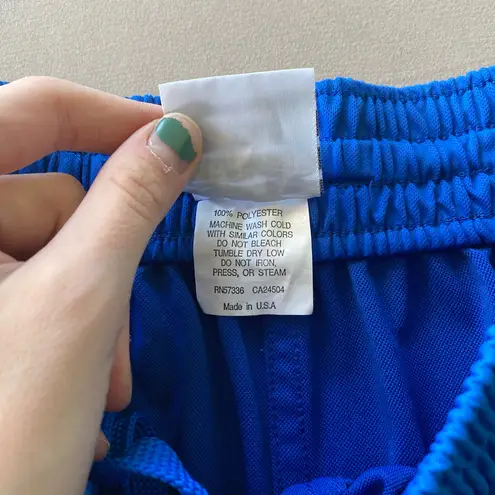 100% POLYESTER
MACHINE WASH COLD
WITH SIMILAR COLORS
DO NOT BLEACH
TUMBLE DRY LOW
DO NOT IRON,
PRESS, OR STEAM
RN57336 CA24504
Made in U.S.A